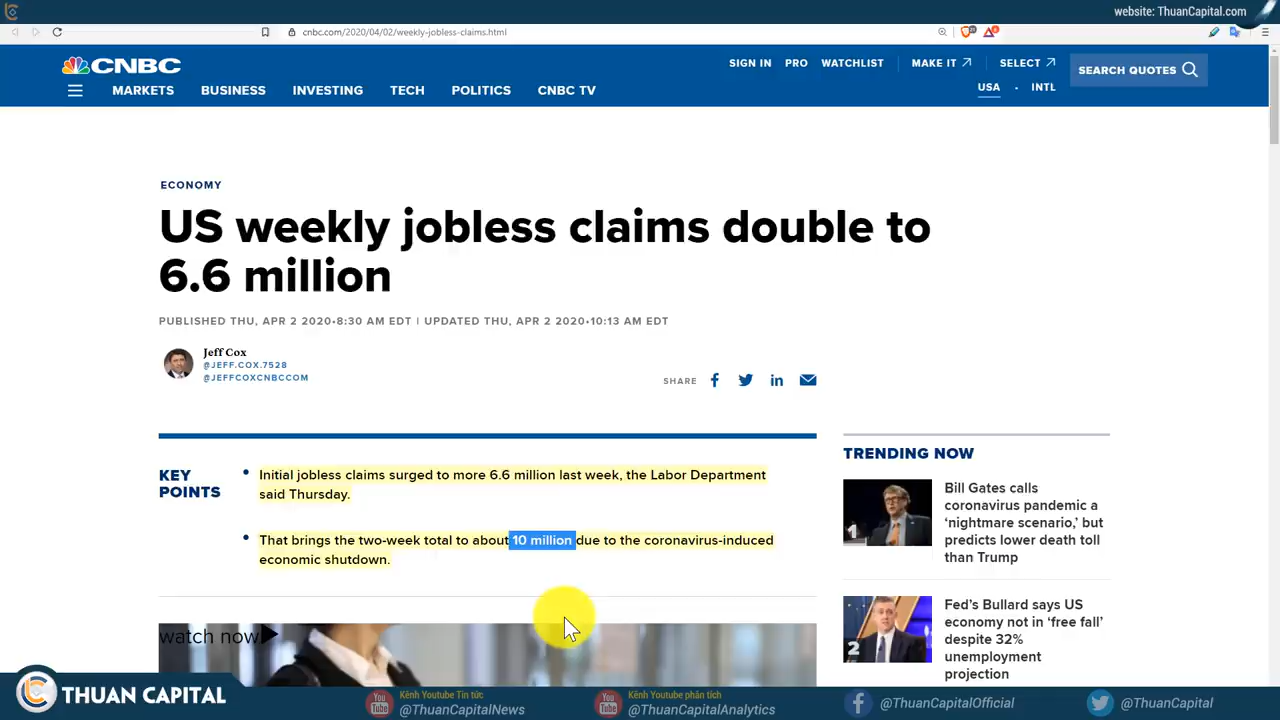 website: ThuanCapital.com
cnbc.com/2020/04/02/weekly-jobless-claims.html
CNBC
SIGN IN PRO WATCHLIST MAKE IT SELECT
SEARCH QUOTES
USA · INTL
MARKETS BUSINESS INVESTING TECH POLITICS CNBC TV
ECONOMY
US weekly jobless claims double to
6.6 million
PUBLISHED THU, APR 2 2020•8:30 AM EDT | UPDATED THU, APR 2 2020•10:13 AM EDT
Jeff Cox
@JEFF.COX.7528
@JEFFCOXCNBCCOM
SHARE
KEY
POINTS
• Initial jobless claims surged to more 6.6 million last week, the Labor Department
said Thursday.
• That brings the two-week total to about 10 million due to the coronavirus-induced
economic shutdown.
watch now
TRENDING NOW
1
Bill Gates calls
coronavirus pandemic a
‘nightmare scenario,’ but
predicts lower death toll
than Trump
2
Fed’s Bullard says US
economy not in ‘free fall’
despite 32%
unemployment
projection
THUAN CAPITAL
You Tube
Kênh Youtube Tin tức
@ThuanCapitalNews
You Tube
Kênh Youtube phân tích
@ThuanCapitalAnalytics
@ThuanCapitalOfficial
@ThuanCapital